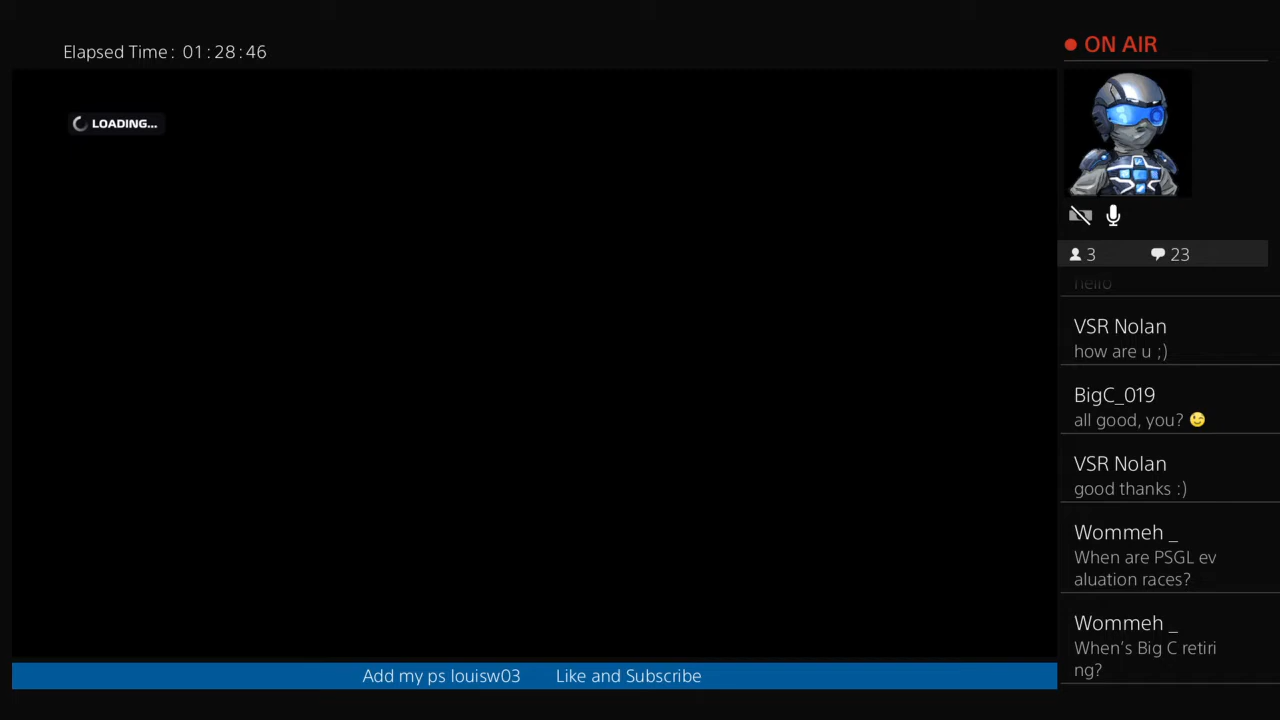 Elapsed Time: 01:28:46
ON AIR
LOADING...
3 23
hello
VSR Nolan
how are u ;)
BigC_019
all good, you? 😉
VSR Nolan
good thanks :)
Wommeh _
When are PSGL ev
aluation races?
Wommeh _
When's Big C retiri
ng?
Add my ps louisw03 Like and Subscribe